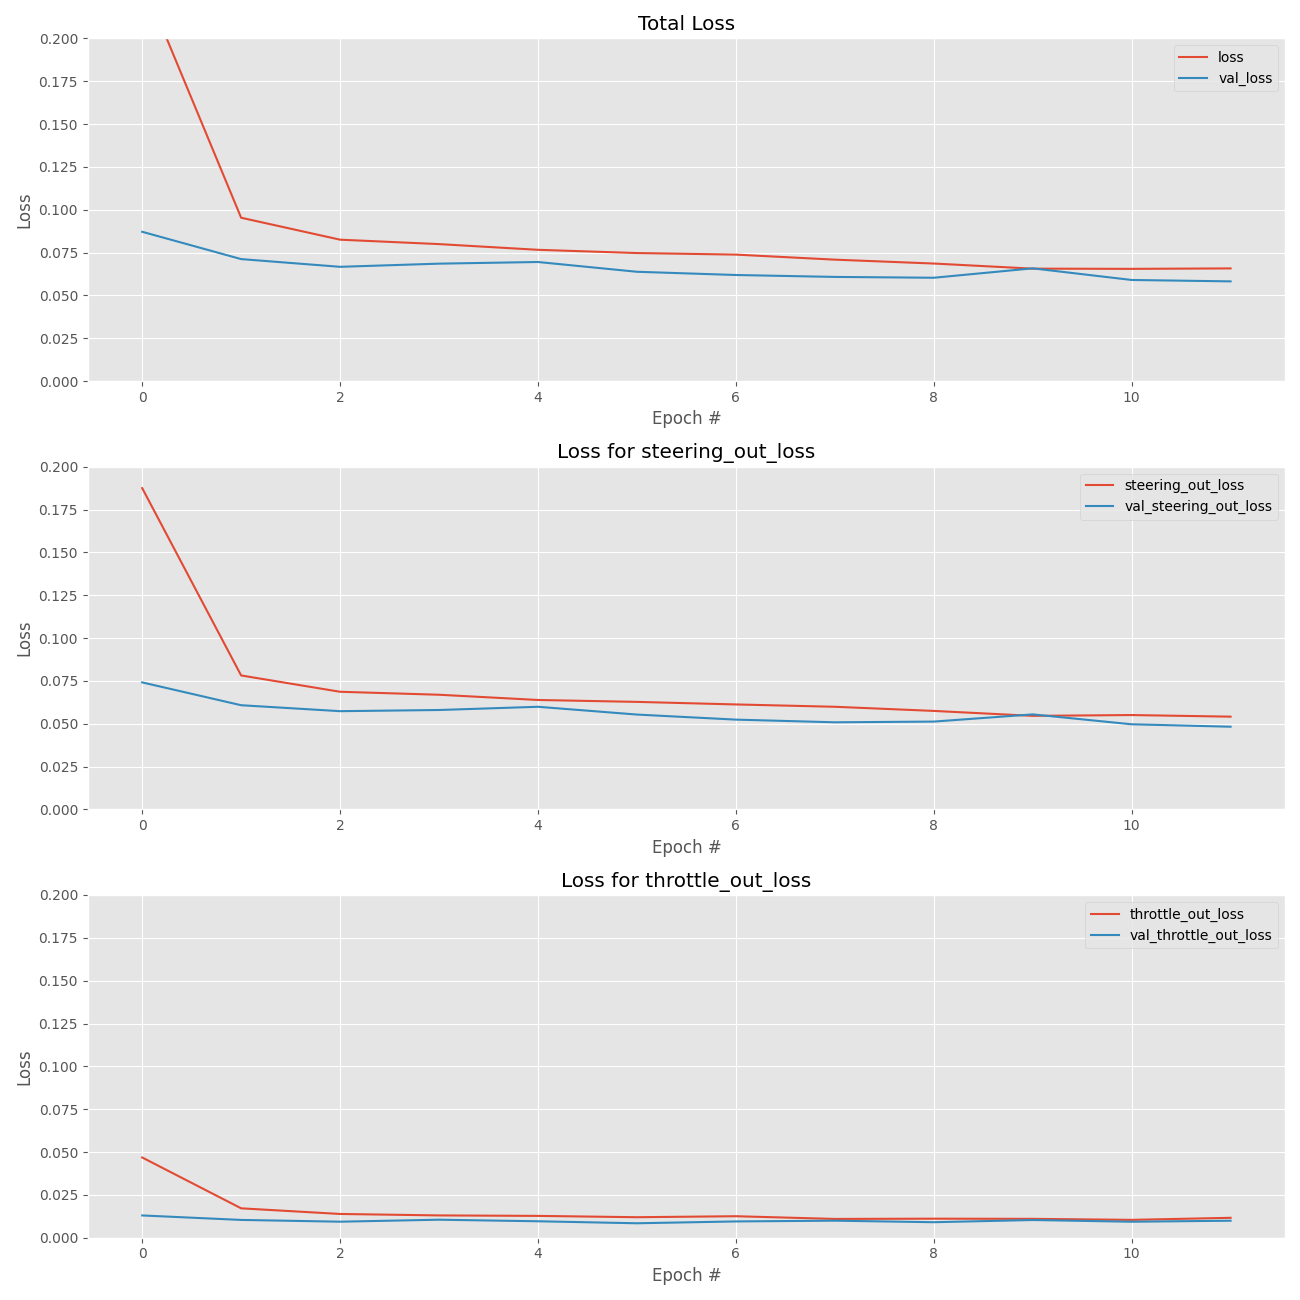 Total Loss
0.200
0.175
0.150
0.125
0.100
0.075
0.050
0.025
0.000
Loss
loss
val_loss
0 2 4 6 8 10
Epoch #
Loss for steering_out_loss
0.200
0.175
0.150
0.125
0.100
0.075
0.050
0.025
0.000
Loss
steering_out_loss
val_steering_out_loss
0 2 4 6 8 10
Epoch #
Loss for throttle_out_loss
0.200
0.175
0.150
0.125
0.100
0.075
0.050
0.025
0.000
Loss
throttle_out_loss
val_throttle_out_loss
0 2 4 6 8 10
Epoch #